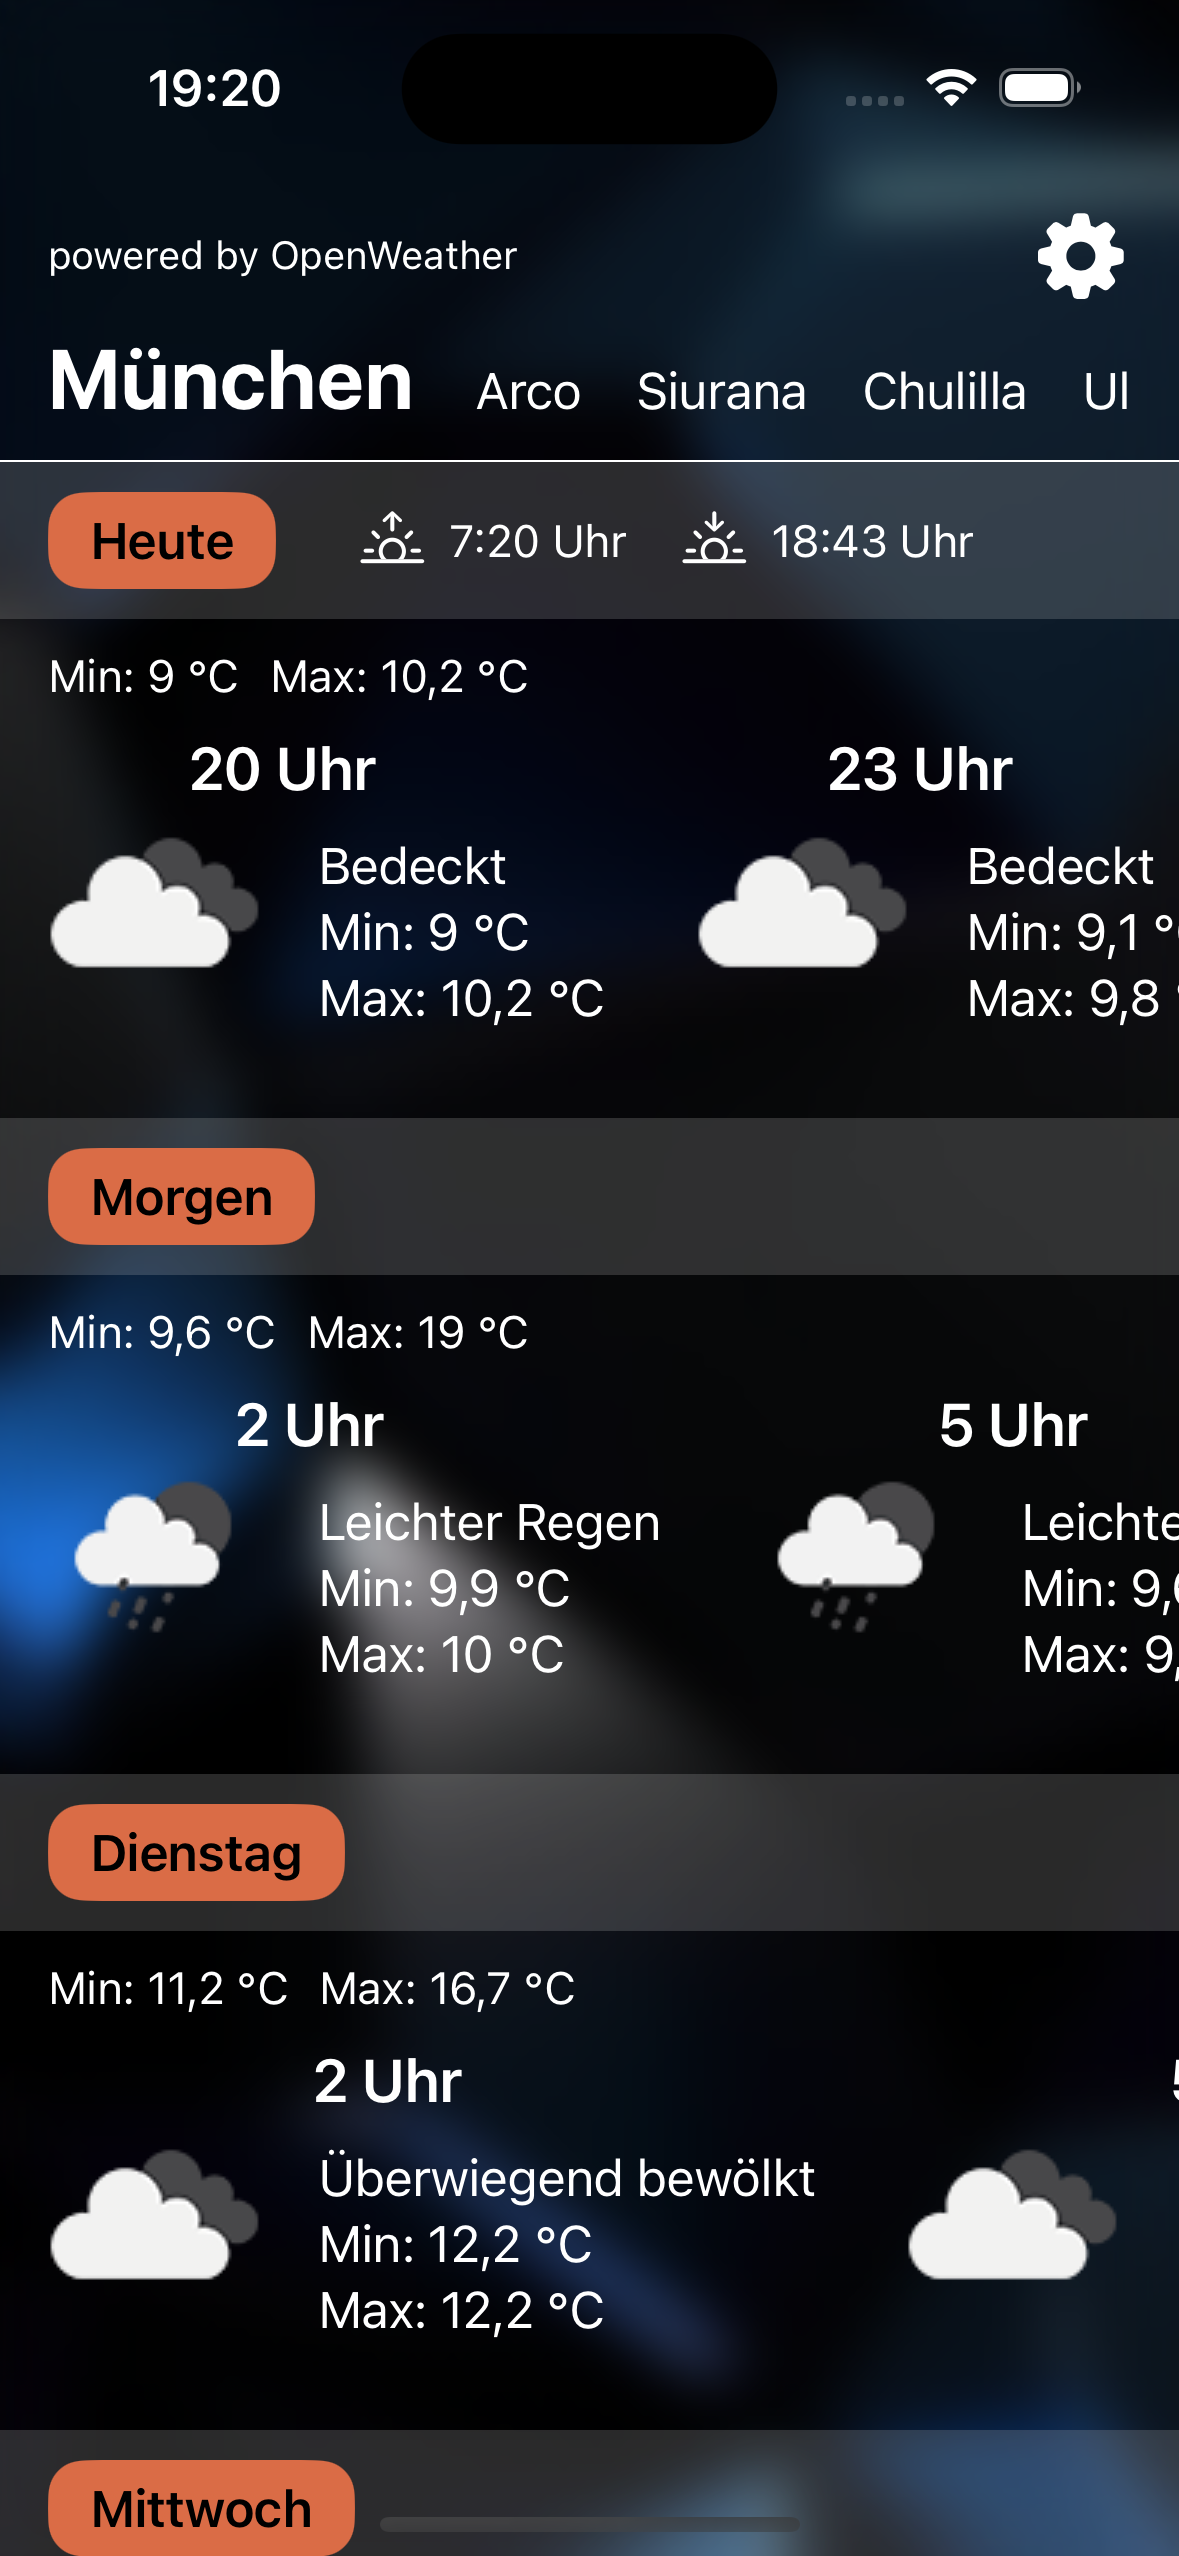 19:20
powered by OpenWeather
München Arco Siurana Chulilla Ul
Heute 7:20 Uhr 18:43 Uhr
Min: 9 °C Max: 10,2 °C
20 Uhr 23 Uhr
Bedeckt Bedeckt
Min: 9 °C Min: 9,1 °
Max: 10,2 °C Max: 9,8
Morgen
Min: 9,6 °C Max: 19 °C
2 Uhr 5 Uhr
Leichter Regen Leichte
Min: 9,9 °C Min: 9,
Max: 10 °C Max: 9,
Dienstag
Min: 11,2 °C Max: 16,7 °C
2 Uhr
Überwiegend bewölkt
Min: 12,2 °C
Max: 12,2 °C
Mittwoch